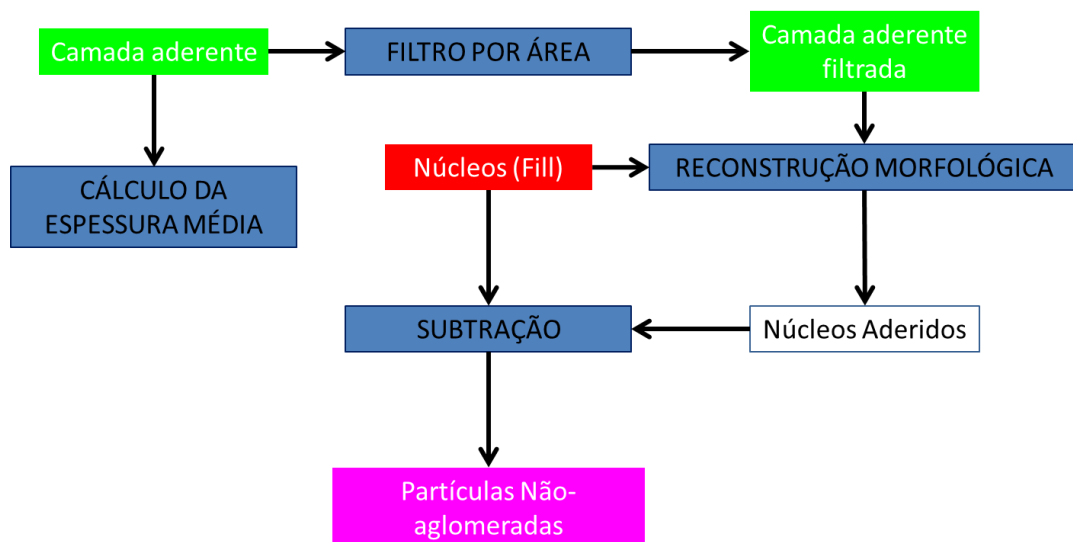 Camada aderente
FILTRO POR ÁREA
Camada aderente
filtrada
Núcleos (Fill)
RECONSTRUÇÃO MORFOLÓGICA
CÁLCULO DA
ESPESSURA MÉDIA
SUBTRAÇÃO
Núcleos Aderidos
Partículas Não-
aglomeradas